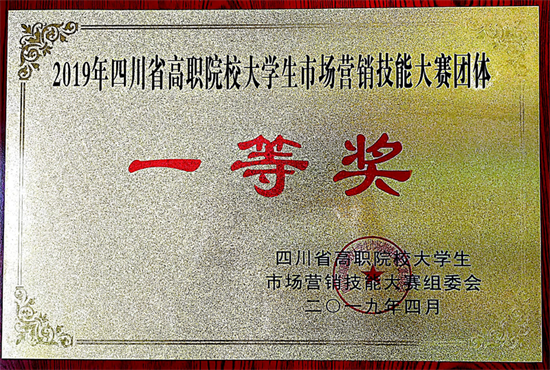 2019年四川省高职院校大学生市场营销技能大赛团体
一等奖
四川省高职院校大学生
市场营销技能大赛组委会
二〇一九年四月